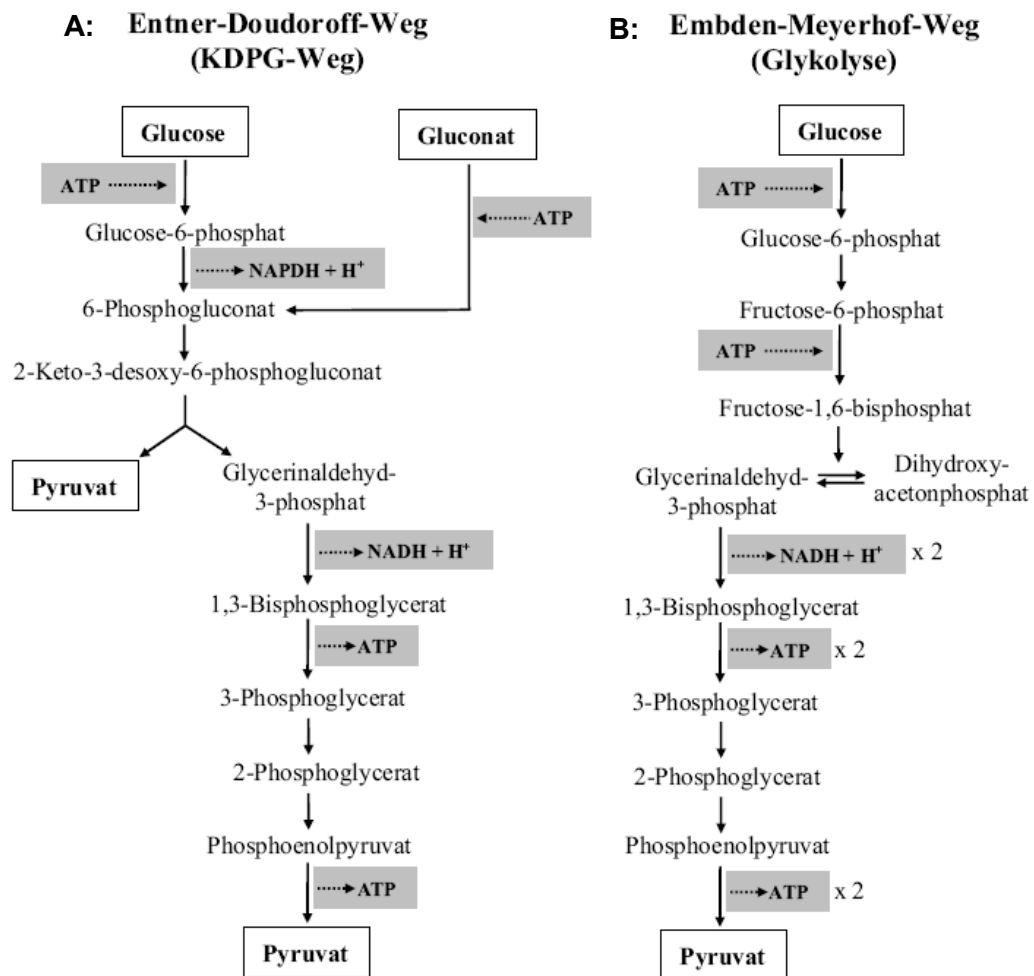 A: Entner-Doudoroff-Weg
(KDPG-Weg)
Glucose
Gluconat
ATP
ATP
Glucose-6-phosphat
NAPDH + H⁺
6-Phosphogluconat
2-Keto-3-desoxy-6-phosphogluconat
Pyruvat
Glycerinaldehyd-
3-phosphat
NADH + H⁺
1,3-Bisphosphoglycerat
ATP
3-Phosphoglycerat
2-Phosphoglycerat
Phosphoenolpyruvat
ATP
Pyruvat
B: Embden-Meyerhof-Weg
(Glykolyse)
Glucose
ATP
Glucose-6-phosphat
Fructose-6-phosphat
ATP
Fructose-1,6-bisphosphat
Glycerinaldehyd-
3-phosphat
Dihydroxy-
acetonphosphat
NADH + H⁺ x 2
1,3-Bisphosphoglycerat
ATP x 2
3-Phosphoglycerat
2-Phosphoglycerat
Phosphoenolpyruvat
ATP x 2
Pyruvat